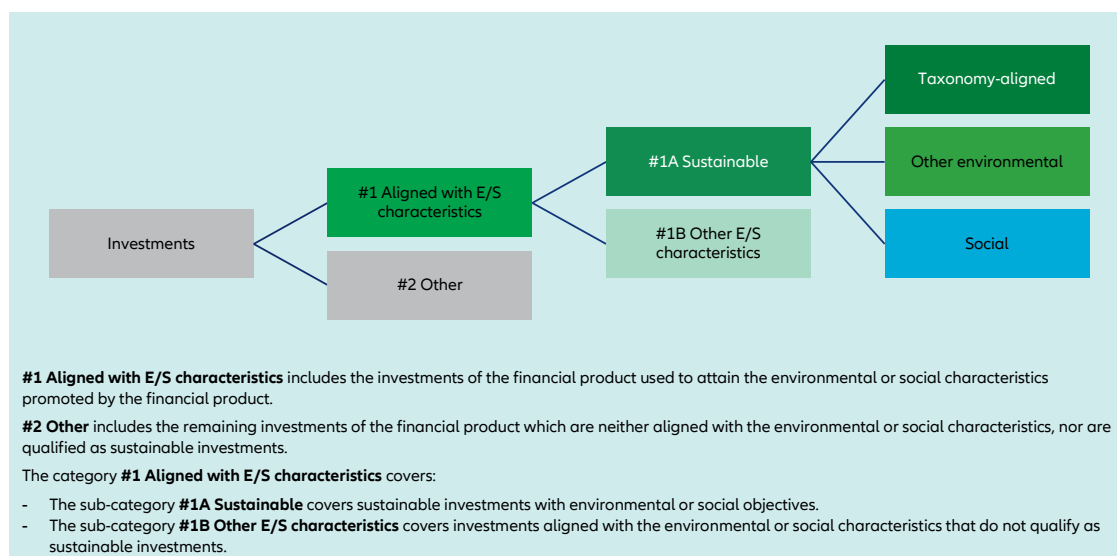 Taxonomy-aligned
#1A Sustainable
Other environmental
#1 Aligned with E/S
characteristics
Investments
#1B Other E/S
characteristics
Social
#2 Other
#1 Aligned with E/S characteristics includes the investments of the financial product used to attain the environmental or social characteristics
promoted by the financial product.
#2 Other includes the remaining investments of the financial product which are neither aligned with the environmental or social characteristics, nor are
qualified as sustainable investments.
The category #1 Aligned with E/S characteristics covers:
- The sub-category #1A Sustainable covers sustainable investments with environmental or social objectives.
- The sub-category #1B Other E/S characteristics covers investments aligned with the environmental or social characteristics that do not qualify as
sustainable investments.